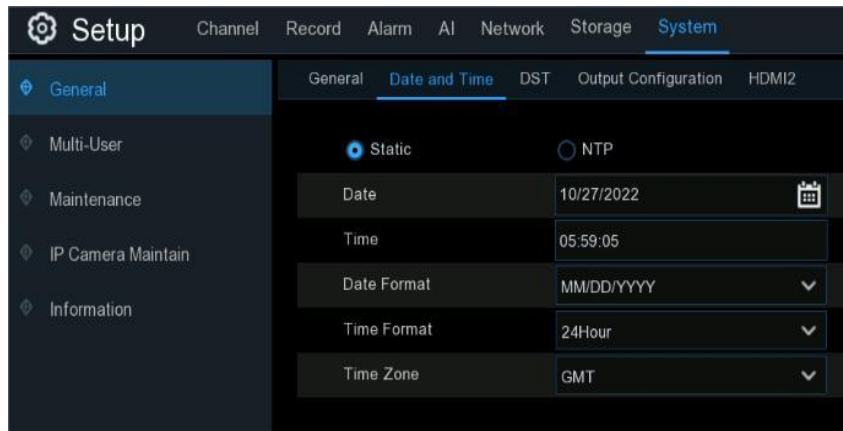 Setup Channel Record Alarm AI Network Storage System
General
Multi-User
Maintenance
IP Camera Maintain
Information
General Date and Time DST Output Configuration HDMI2
Static NTP
Date 10/27/2022
Time 05:59:05
Date Format MM/DD/YYYY
Time Format 24Hour
Time Zone GMT